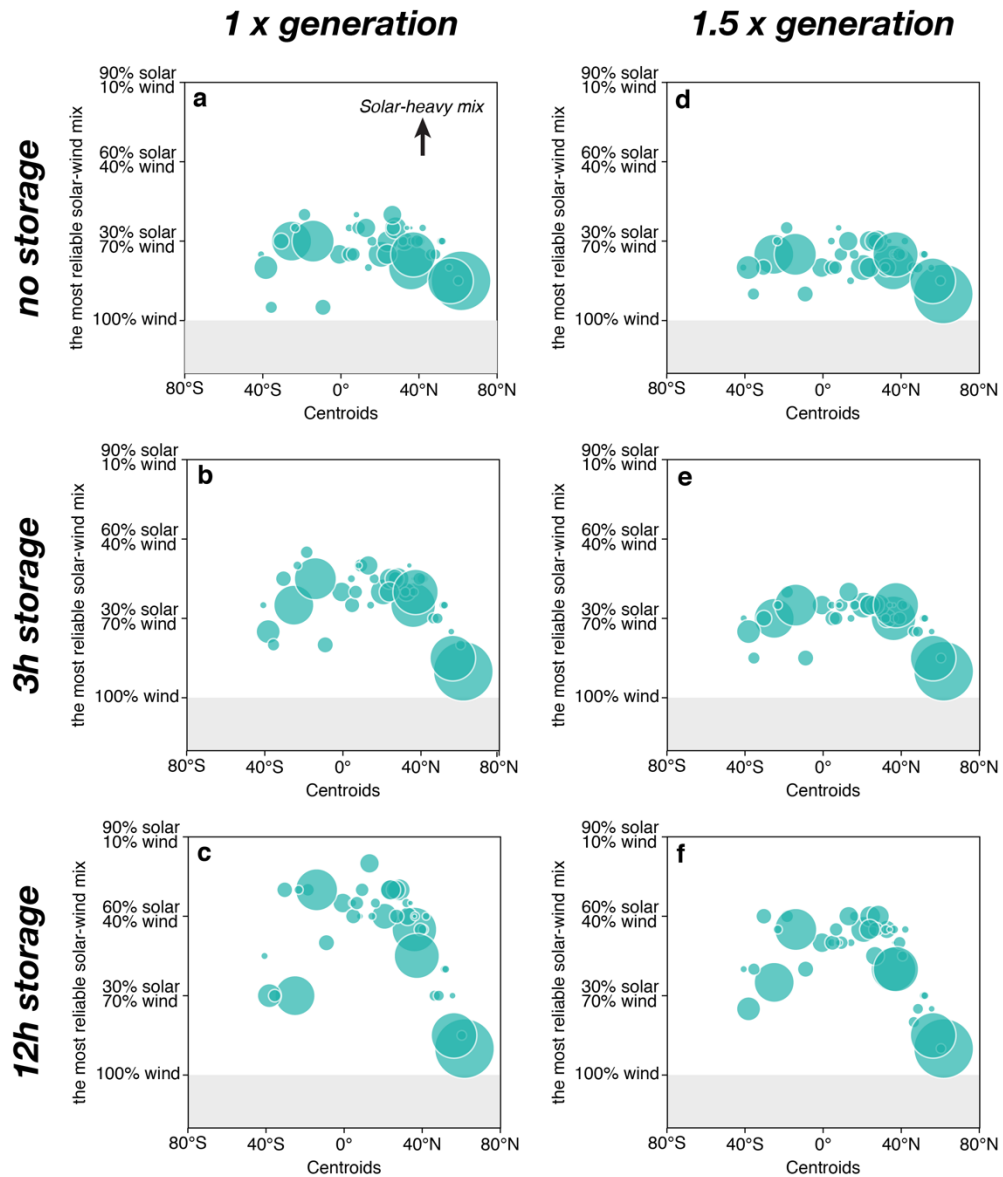 1 x generation
1.5 x generation
no storage
the most reliable solar-wind mix
90% solar
10% wind
60% solar
40% wind
30% solar
70% wind
100% wind
a
Solar-heavy mix
80°S
40°S
0°
40°N
80°N
Centroids
the most reliable solar-wind mix
90% solar
10% wind
60% solar
40% wind
30% solar
70% wind
100% wind
d
80°S
40°S
0°
40°N
80°N
Centroids
3h storage
the most reliable solar-wind mix
90% solar
10% wind
60% solar
40% wind
30% solar
70% wind
100% wind
b
80°S
40°S
0°
40°N
80°N
Centroids
the most reliable solar-wind mix
90% solar
10% wind
60% solar
40% wind
30% solar
70% wind
100% wind
e
80°S
40°S
0°
40°N
80°N
Centroids
12h storage
the most reliable solar-wind mix
90% solar
10% wind
60% solar
40% wind
30% solar
70% wind
100% wind
c
80°S
40°S
0°
40°N
80°N
Centroids
the most reliable solar-wind mix
90% solar
10% wind
60% solar
40% wind
30% solar
70% wind
100% wind
f
80°S
40°S
0°
40°N
80°N
Centroids